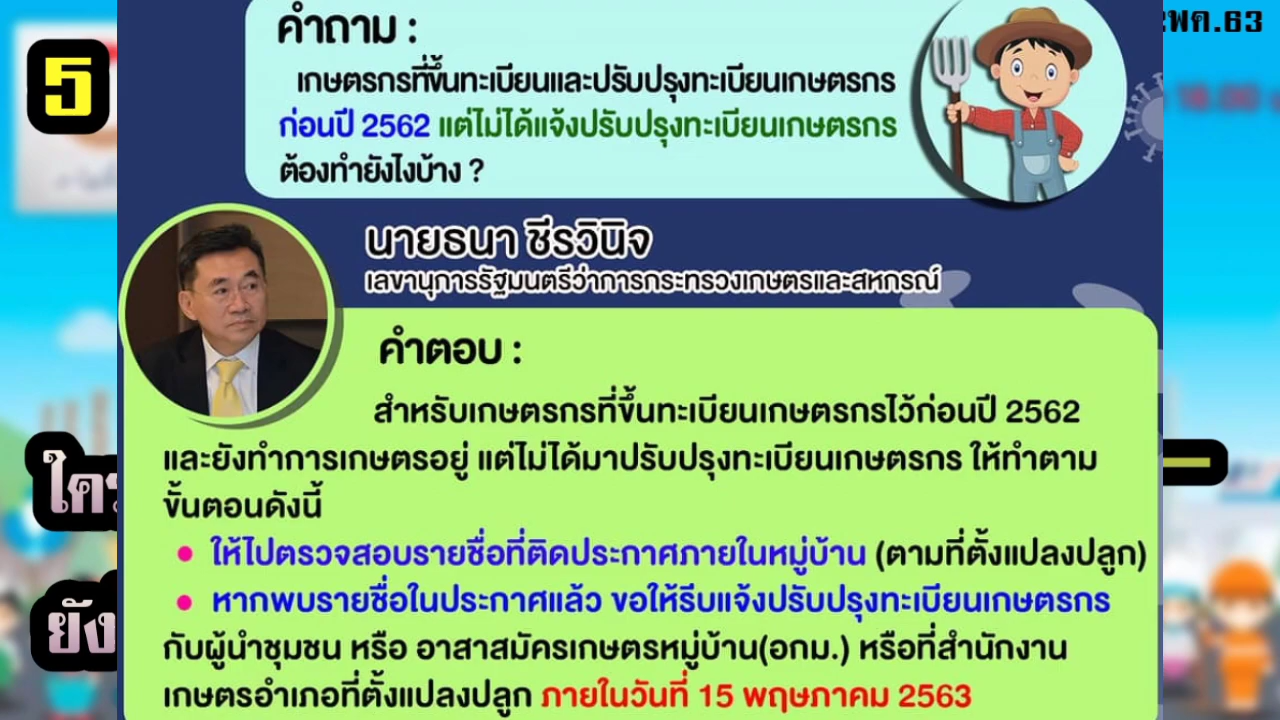 5
พค.63
คำถาม :
เกษตรกรที่ขึ้นทะเบียนและปรับปรุงทะเบียนเกษตรกร
ก่อนปี 2562 แต่ไม่ได้แจ้งปรับปรุงทะเบียนเกษตรกร
ต้องทำยังไงบ้าง ?
นายธนา ชีรวินิจ
เลขานุการรัฐมนตรีว่าการกระทรวงเกษตรและสหกรณ์
คำตอบ :
สำหรับเกษตรกรที่ขึ้นทะเบียนเกษตรกรไว้ก่อนปี 2562
และยังทำการเกษตรอยู่ แต่ไม่ได้มาปรับปรุงทะเบียนเกษตรกร ให้ทำตาม
ขั้นตอนดังนี้
• ให้ไปตรวจสอบรายชื่อที่ติดประกาศภายในหมู่บ้าน (ตามที่ตั้งแปลงปลูก)
• หากพบรายชื่อในประกาศแล้ว ขอให้รีบแจ้งปรับปรุงทะเบียนเกษตรกร
กับผู้นำชุมชน หรือ อาสาสมัครเกษตรหมู่บ้าน(อกม.) หรือที่สำนักงาน
เกษตรอำเภอที่ตั้งแปลงปลูก ภายในวันที่ 15 พฤษภาคม 2563
ยัง